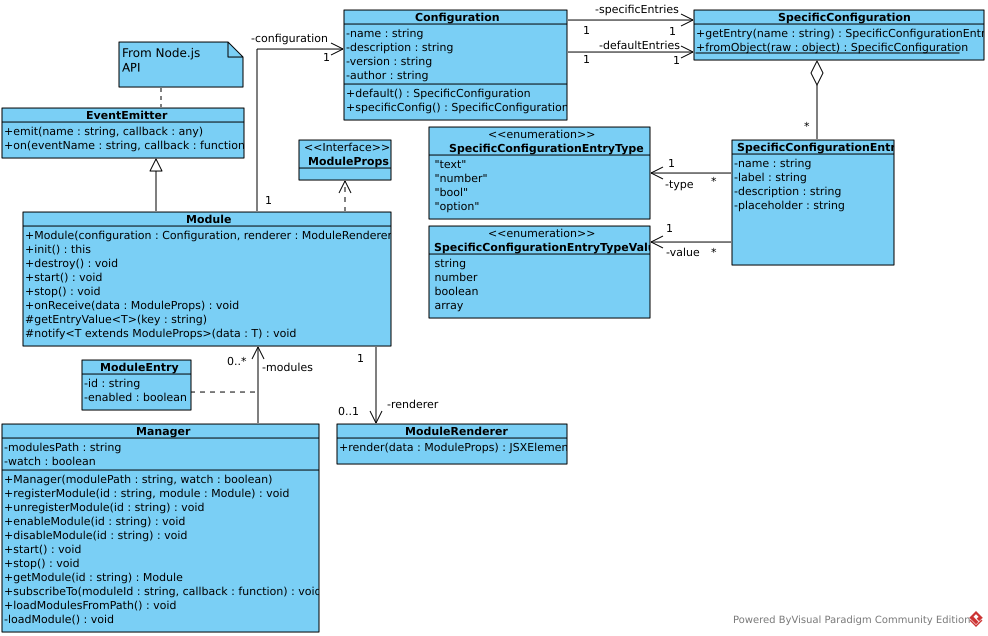 Configuration
-name : string
-description : string
-version : string
-author : string
+default() : SpecificConfiguration
+specificConfig() : SpecificConfiguration
-specificEntries
1
1
-defaultEntries
1
1
SpecificConfiguration
+getEntry(name : string) : SpecificConfigurationEntr
+fromObject(raw : object) : SpecificConfiguration
-configuration
1
1
From Node.js
API
EventEmitter
+emit(name : string, callback : any)
+on(eventName : string, callback : function
<<Interface>>
ModuleProps
<<enumeration>>
SpecificConfigurationEntryType
"text"
"number"
"bool"
"option"
1
-type
*
*
SpecificConfigurationEntr
-name : string
-label : string
-description : string
-placeholder : string
<<enumeration>>
SpecificConfigurationEntryTypeVal
string
number
boolean
array
1
-value
*
Module
+Module(configuration : Configuration, renderer : ModuleRenderer
+init() : this
+destroy() : void
+start() : void
+stop() : void
+onReceive(data : ModuleProps) : void
#getEntryValue<T>(key : string)
#notify<T extends ModuleProps>(data : T) : void
0..*
-modules
1
0..1
-renderer
ModuleEntry
-id : string
-enabled : boolean
ModuleRenderer
+render(data : ModuleProps) : JSXElemen
Manager
-modulesPath : string
-watch : boolean
+Manager(modulePath : string, watch : boolean)
+registerModule(id : string, module : Module) : void
+unregisterModule(id : string) : void
+enableModule(id : string) : void
+disableModule(id : string) : void
+start() : void
+stop() : void
+getModule(id : string) : Module
+subscribeTo(moduleId : string, callback : function) : void
+loadModulesFromPath() : void
-loadModule() : void
Powered ByVisual Paradigm Community Edition